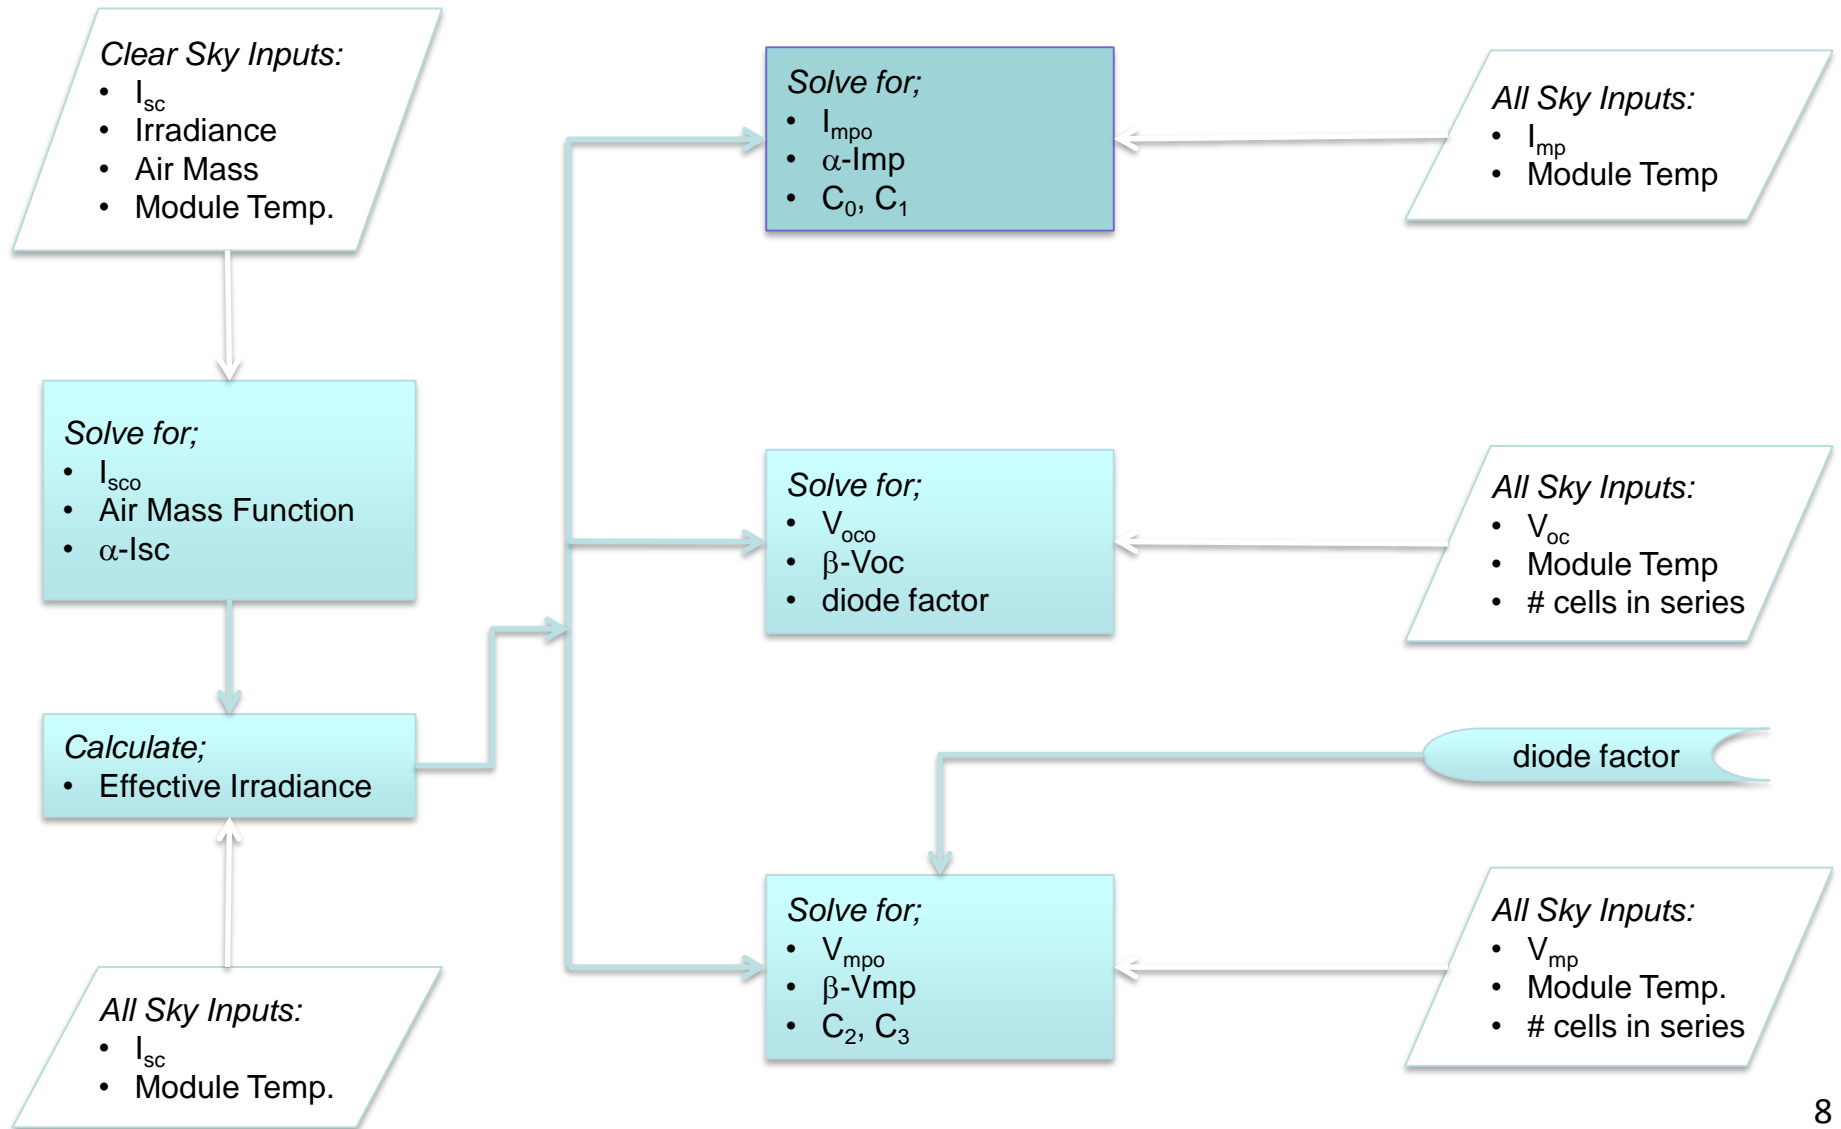 Clear Sky Inputs:
• Isc
• Irradiance
• Air Mass
• Module Temp.
Solve for;
• Isco
• Air Mass Function
• α-Isc
Calculate;
• Effective Irradiance
All Sky Inputs:
• Isc
• Module Temp.
Solve for;
• Impo
• α-Imp
• C0, C1
All Sky Inputs:
• Imp
• Module Temp
Solve for;
• Voco
• β-Voc
• diode factor
All Sky Inputs:
• Voc
• Module Temp
• # cells in series
diode factor
Solve for;
• Vmpo
• β-Vmp
• C2, C3
All Sky Inputs:
• Vmp
• Module Temp.
• # cells in series
8